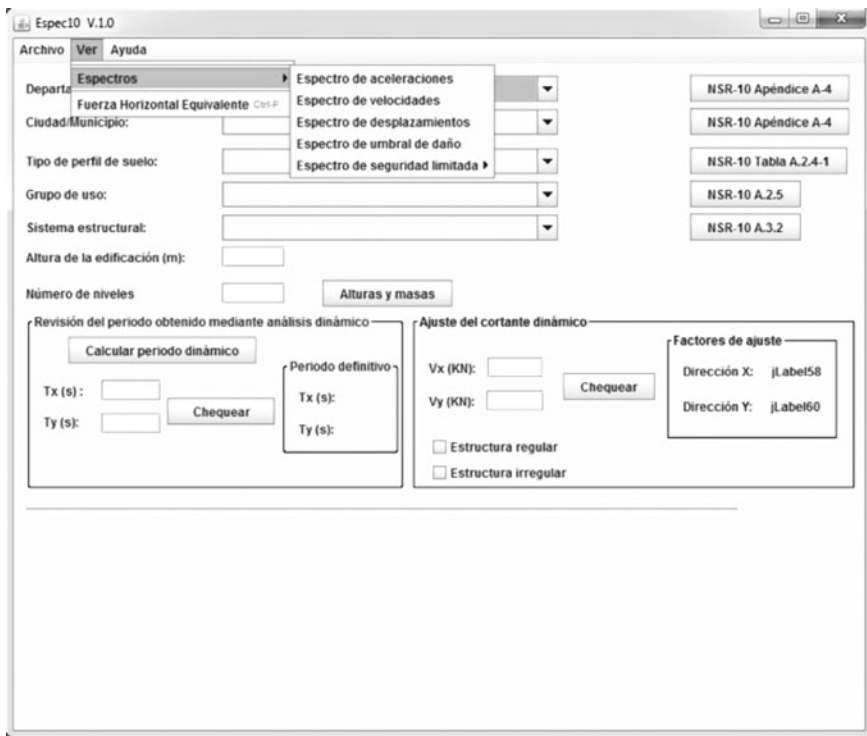 Espec10 V.1.0
Archivo Ver Ayuda
Espectros
Fuerza Horizontal Equivalente Ctrl-F
Espectro de aceleraciones
Espectro de velocidades
Espectro de desplazamientos
Espectro de umbral de daño
Espectro de seguridad limitada
Departa
NSR-10 Apéndice A-4
Ciudad/Municipio:
NSR-10 Apéndice A-4
Tipo de perfil de suelo:
NSR-10 Tabla A.2.4-1
Grupo de uso:
NSR-10 A.2.5
Sistema estructural:
NSR-10 A.3.2
Altura de la edificación (m):
Número de niveles
Alturas y masas
Revisión del periodo obtenido mediante análisis dinámico
Calcular periodo dinámico
Tx (s) :
Ty (s):
Chequear
Periodo definitivo
Tx (s):
Ty (s):
Ajuste del cortante dinámico
Vx (KN):
Vy (KN):
Chequear
Estructura regular
Estructura irregular
Factores de ajuste
Dirección X: jLabel58
Dirección Y: jLabel60